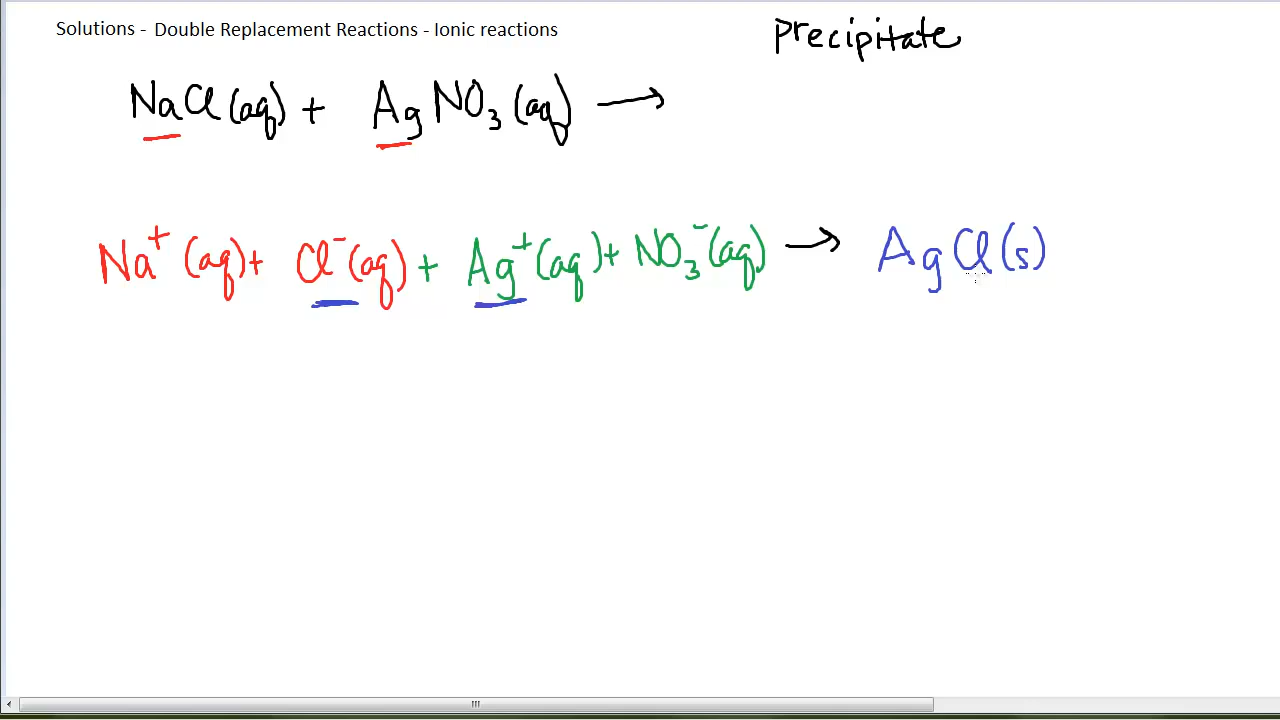 Solutions - Double Replacement Reactions - Ionic reactions
precipitate
NaCl(aq) + AgNO₃(aq) →
Na⁺(aq) + Cl⁻(aq) + Ag⁺(aq) + NO₃⁻(aq) → AgCl(s)